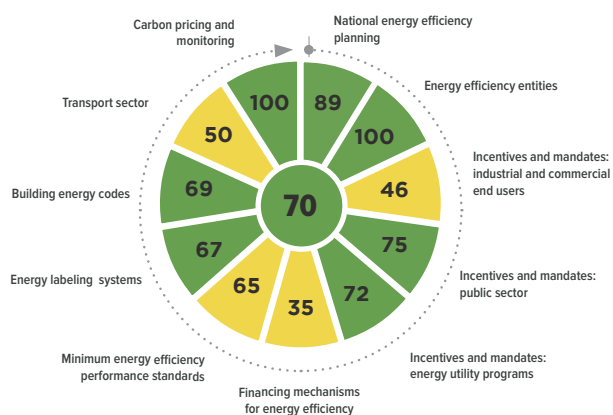 Carbon pricing and
monitoring
National energy efficiency
planning
Energy efficiency entities
Transport sector
Incentives and mandates:
industrial and commercial
end users
Building energy codes
Energy labeling systems
Incentives and mandates:
public sector
Minimum energy efficiency
performance standards
Incentives and mandates:
energy utility programs
Financing mechanisms
for energy efficiency
100
89
50
100
69
46
70
67
75
65
35
72